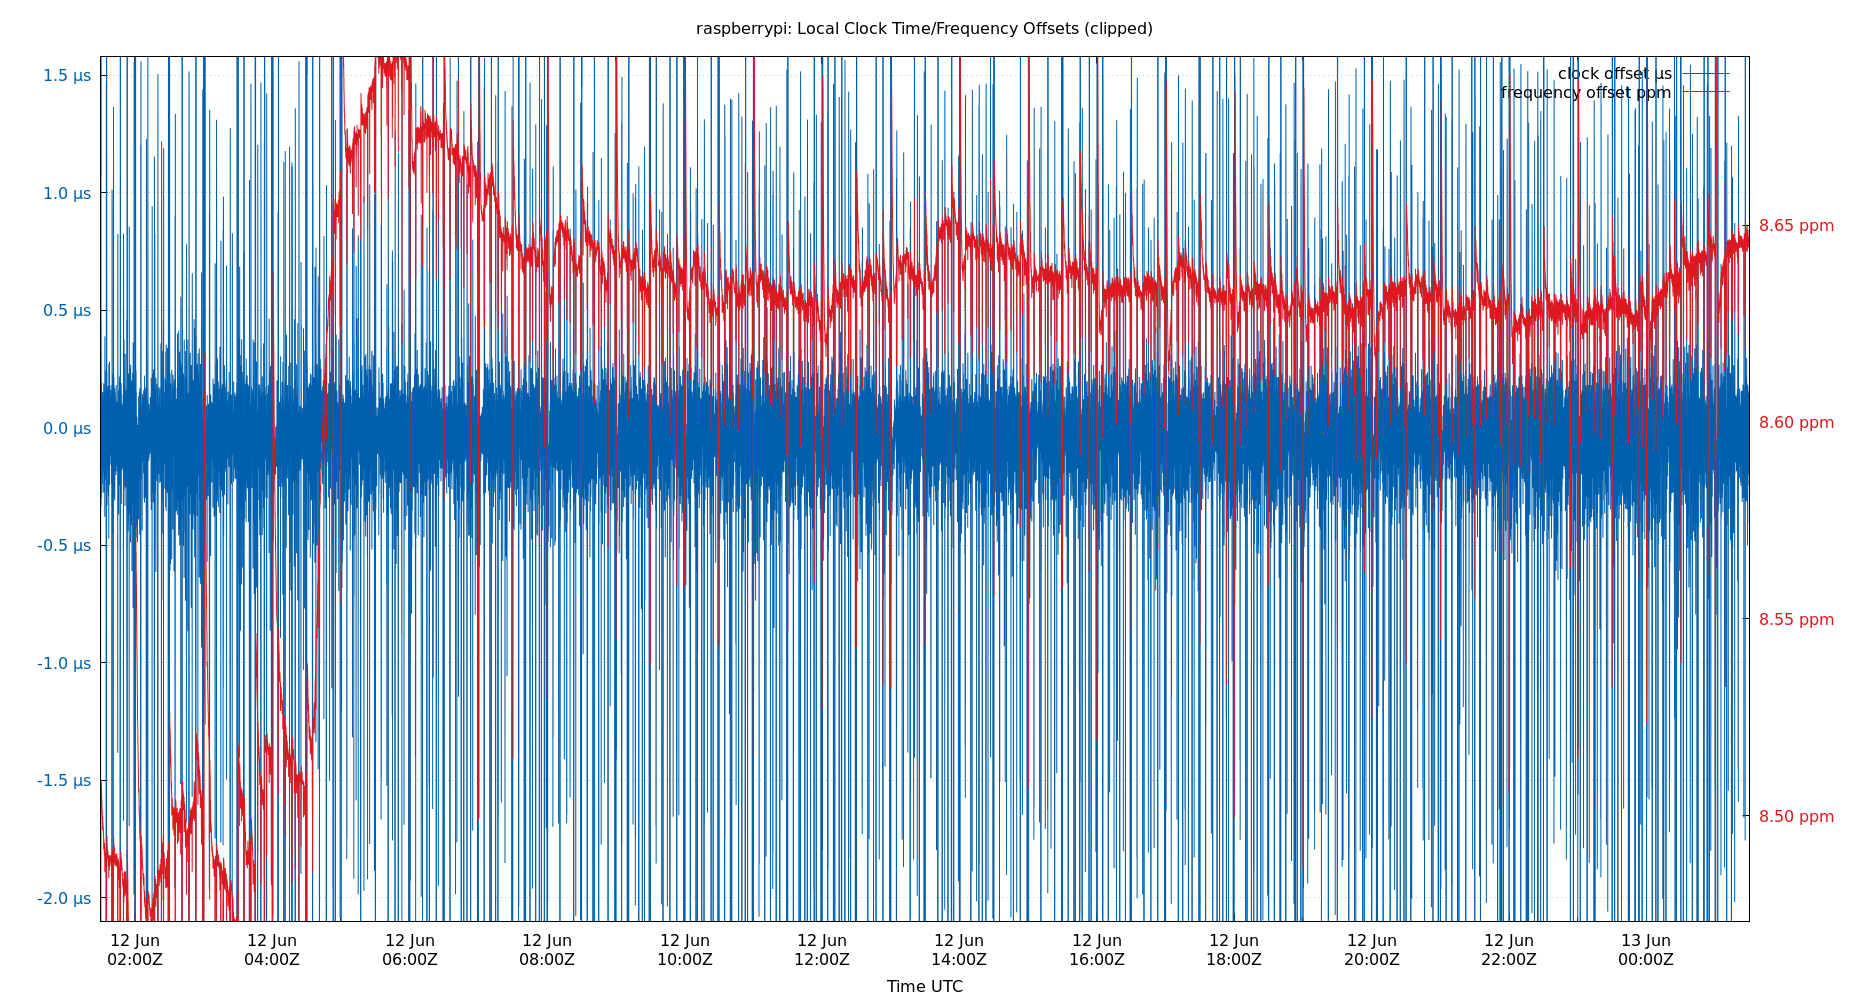 raspberrypi: Local Clock Time/Frequency Offsets (clipped)
clock offset µs
frequency offset ppm
1.5 µs
1.0 µs
0.5 µs
0.0 µs
-0.5 µs
-1.0 µs
-1.5 µs
-2.0 µs
8.65 ppm
8.60 ppm
8.55 ppm
8.50 ppm
12 Jun 12 Jun 12 Jun 12 Jun 12 Jun 12 Jun 12 Jun 12 Jun 12 Jun 12 Jun 12 Jun 13 Jun
02:00Z 04:00Z 06:00Z 08:00Z 10:00Z 12:00Z 14:00Z 16:00Z 18:00Z 20:00Z 22:00Z 00:00Z
Time UTC